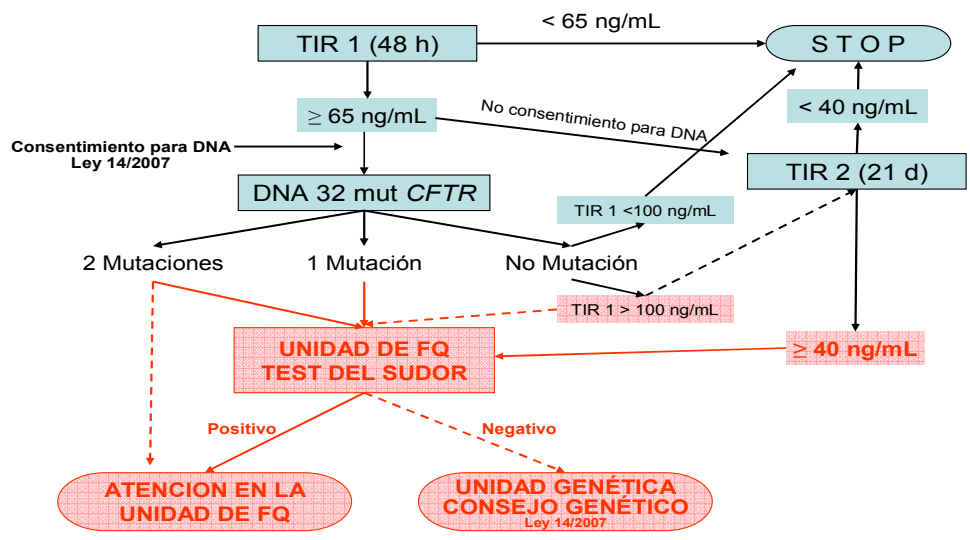 < 65 ng/mL
TIR 1 (48 h)
S T O P
≥ 65 ng/mL
No consentimiento para DNA
< 40 ng/mL
Consentimiento para DNA
Ley 14/2007
TIR 2 (21 d)
DNA 32 mut CFTR
TIR 1 <100 ng/mL
2 Mutaciones
1 Mutación
No Mutación
TIR 1 > 100 ng/mL
UNIDAD DE FQ
TEST DEL SUDOR
≥ 40 ng/mL
Positivo
Negativo
ATENCION EN LA
UNIDAD DE FQ
UNIDAD GENÉTICA
CONSEJO GENÉTICO
Ley 14/2007